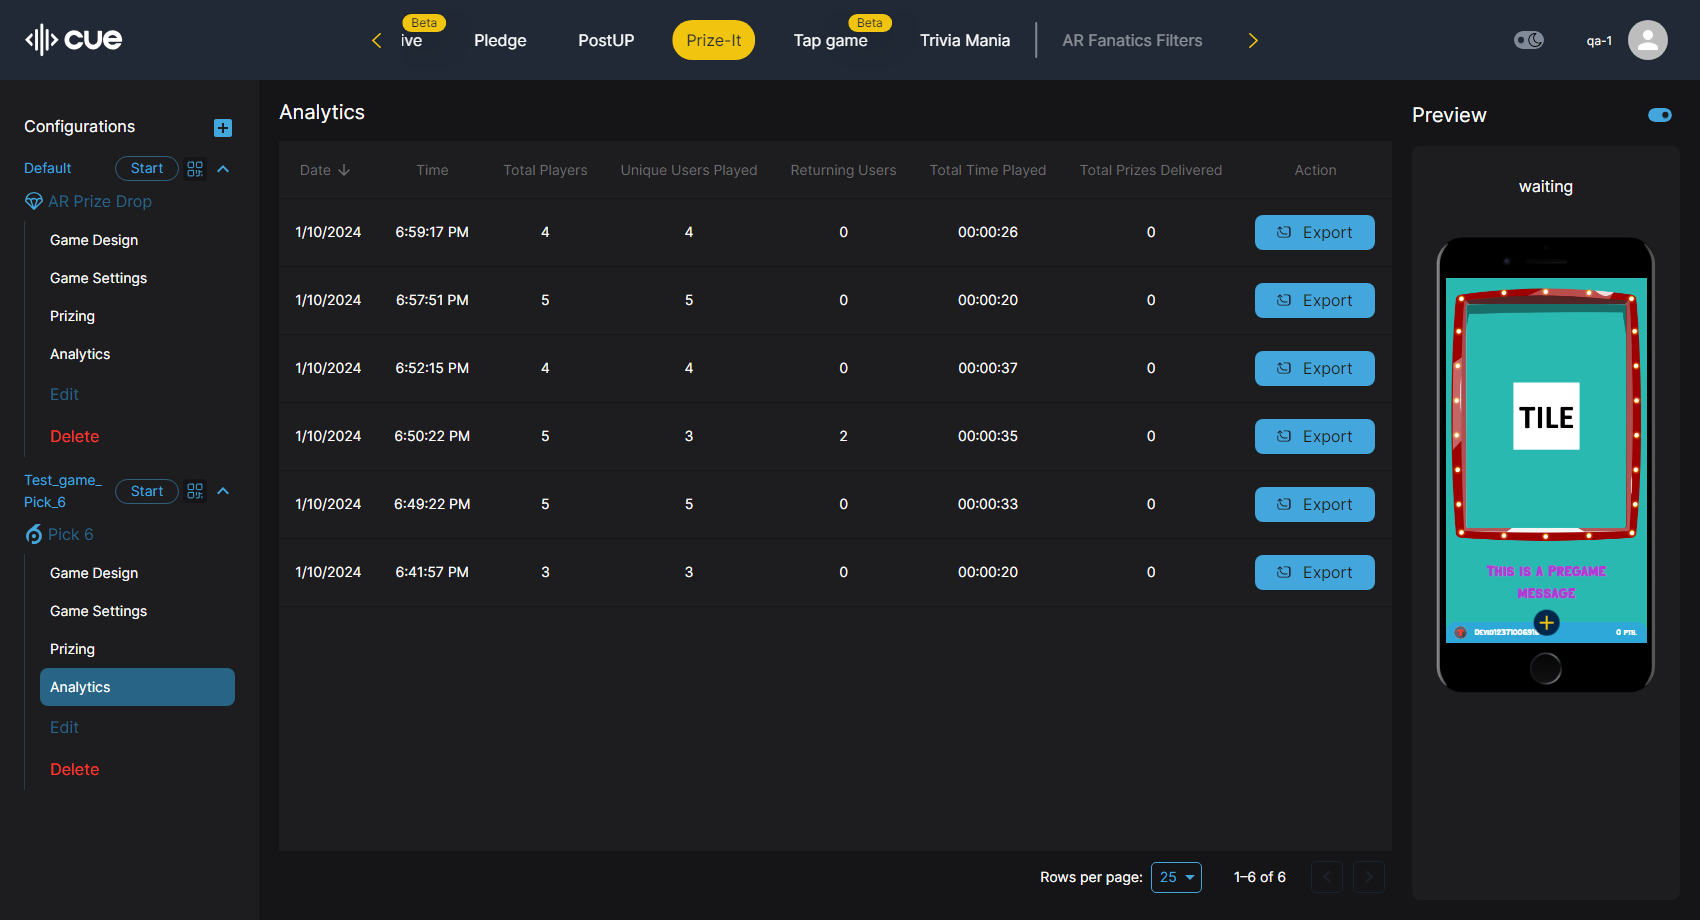 cue
Beta
ive
Pledge
PostUP
Prize-It
Beta
Tap game
Trivia Mania
AR Fanatics Filters
qa-1
Configurations
Default
Start
AR Prize Drop
Game Design
Game Settings
Prizing
Analytics
Edit
Delete
Test_game_
Pick_6
Start
Pick 6
Game Design
Game Settings
Prizing
Analytics
Edit
Delete
Analytics
Date Time Total Players Unique Users Played Returning Users Total Time Played Total Prizes Delivered Action
1/10/2024 6:59:17 PM 4 4 0 00:00:26 0 Export
1/10/2024 6:57:51 PM 5 5 0 00:00:20 0 Export
1/10/2024 6:52:15 PM 4 4 0 00:00:37 0 Export
1/10/2024 6:50:22 PM 5 3 2 00:00:35 0 Export
1/10/2024 6:49:22 PM 5 5 0 00:00:33 0 Export
1/10/2024 6:41:57 PM 3 3 0 00:00:20 0 Export
Rows per page: 25 1–6 of 6
Preview
waiting
TILE
THIS IS A PREGAME
MESSAGE
0 PTS.